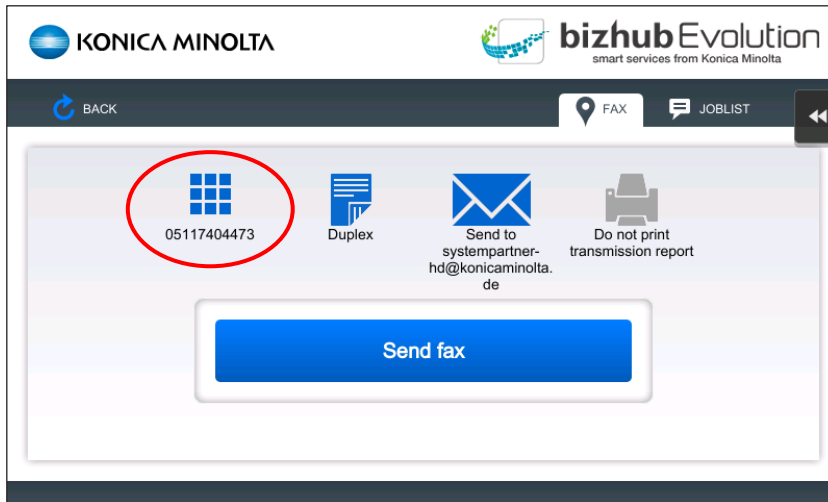 KONICA MINOLTA
bizhub Evolution
smart services from Konica Minolta
BACK
FAX
JOBLIST
05117404473
Duplex
Send to
systempartner-
hd@konicaminolta.
de
Do not print
transmission report
Send fax